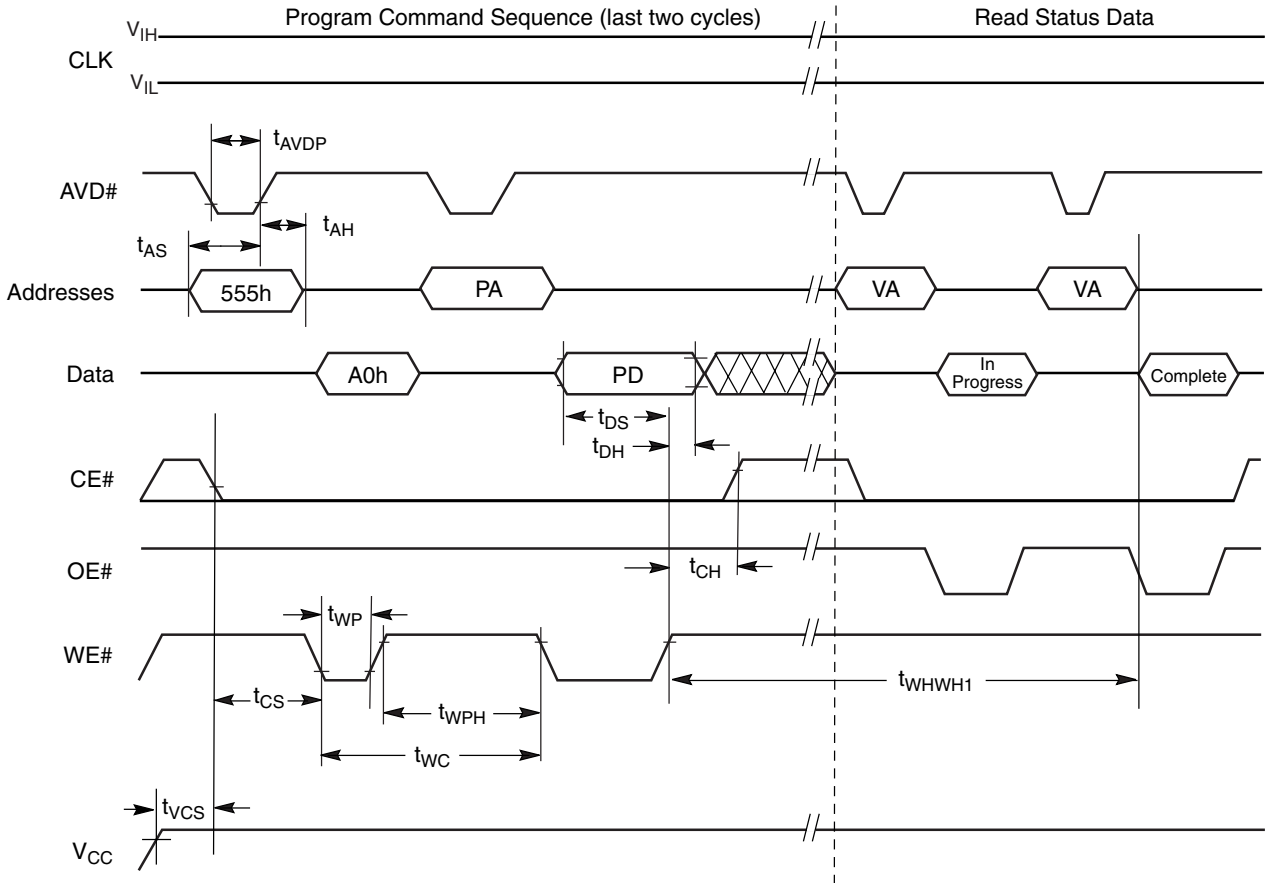 Program Command Sequence (last two cycles) Read Status Data
VIH
CLK
VIL
tAVDP
AVD#
tAH
tAS
Addresses 555h PA VA VA
Data A0h PD In Progress Complete
tDS
tDH
CE#
OE#
tCH
tWP
WE#
tCS
tWHWH1
tWPH
tWC
tVCS
VCC